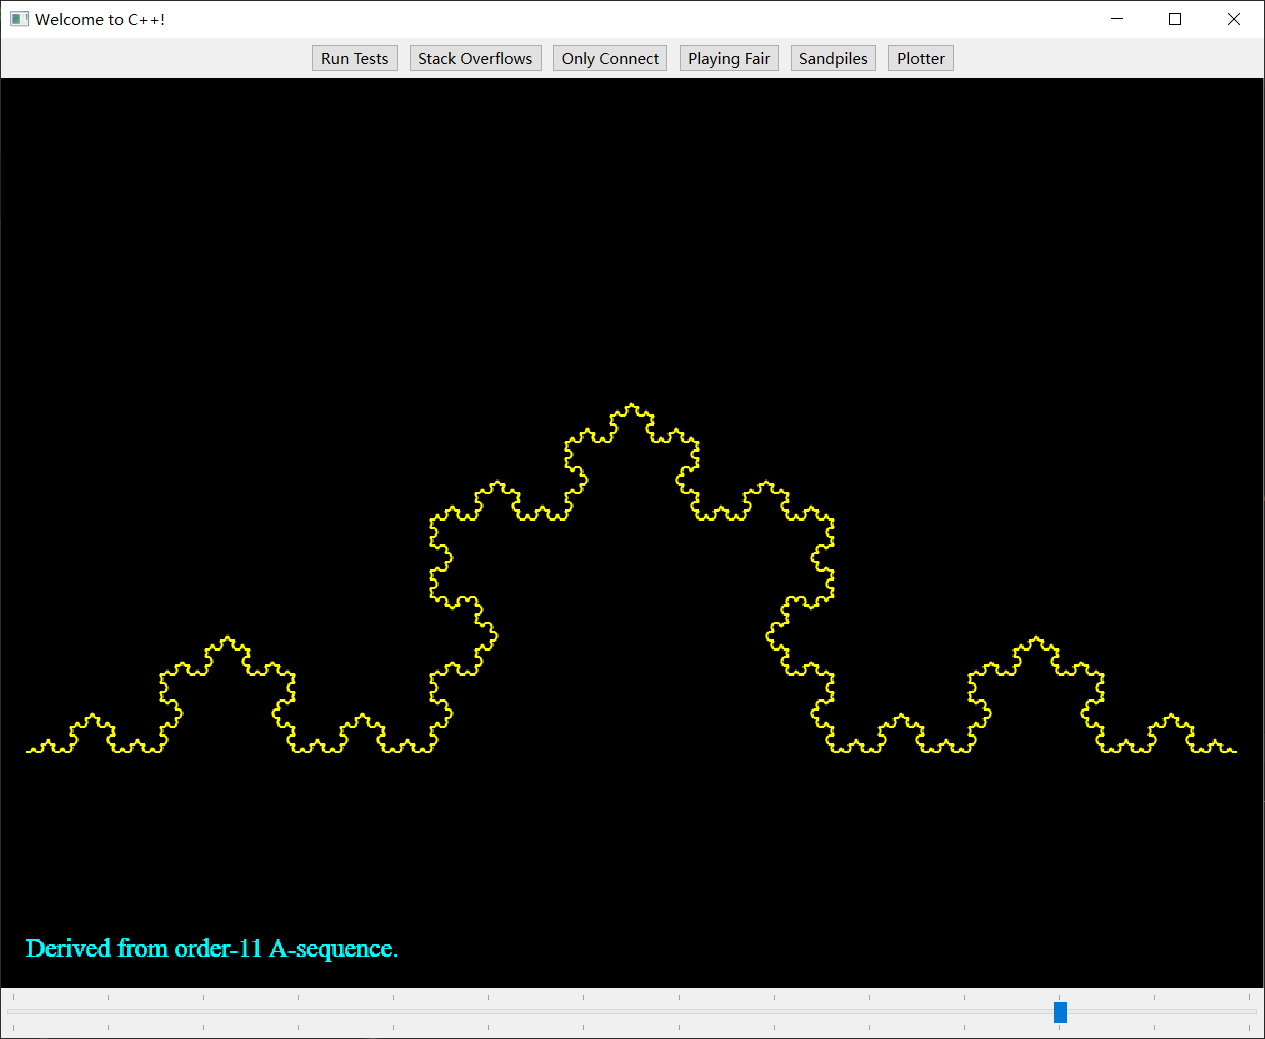 Welcome to C++!
Run Tests Stack Overflows Only Connect Playing Fair Sandpiles Plotter
Derived from order-11 A-sequence.